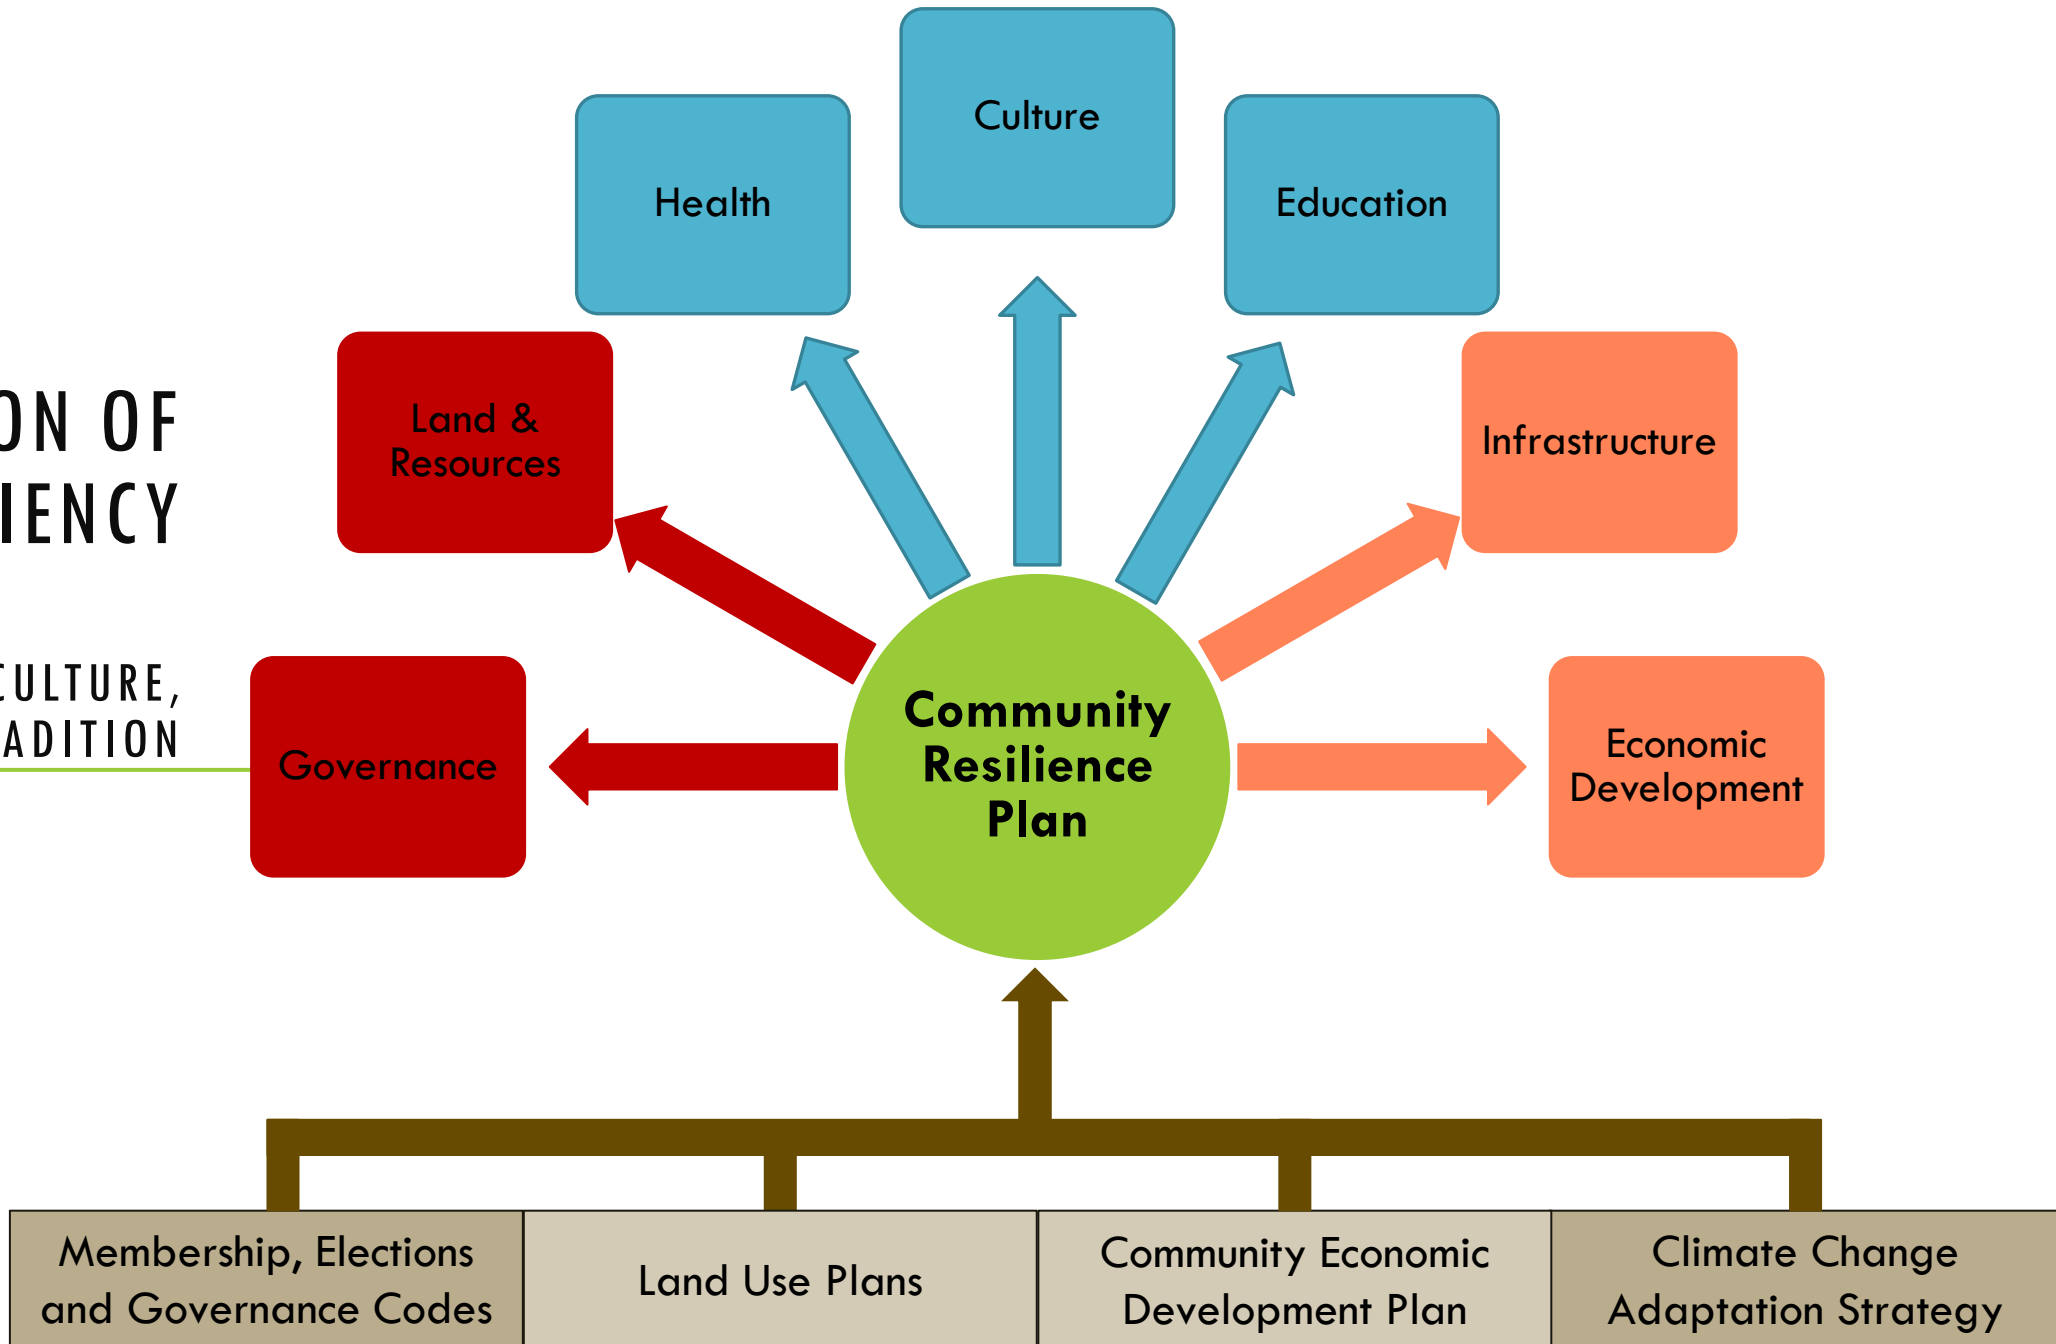 Culture
Health
Education
ON OF
IENCY
Land &
Resources
Infrastructure
CULTURE,
ADITION
Governance
Community
Resilience
Plan
Economic
Development
Membership, Elections
and Governance Codes
Land Use Plans
Community Economic
Development Plan
Climate Change
Adaptation Strategy